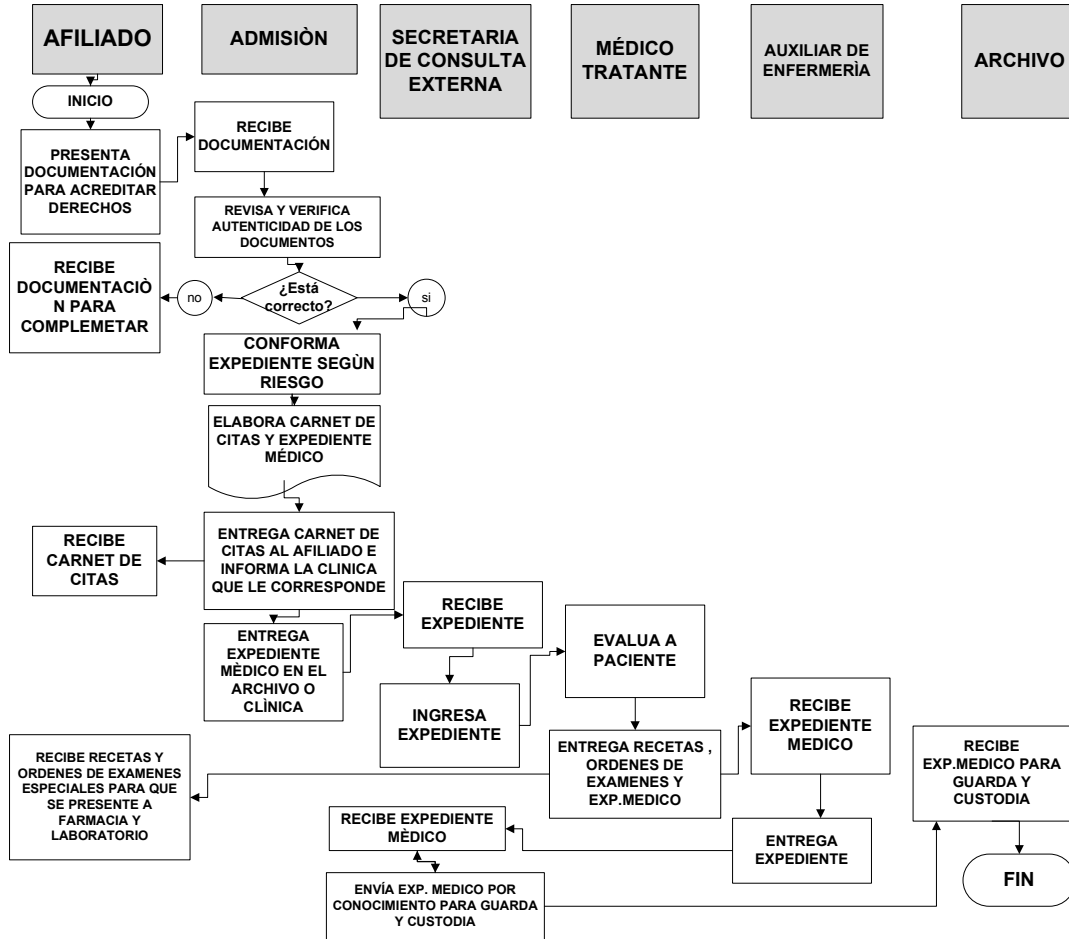 AFILIADO
ADMISIÒN
SECRETARIA
DE CONSULTA
EXTERNA
MÉDICO
TRATANTE
AUXILIAR DE
ENFERMERÌA
ARCHIVO
INICIO
PRESENTA
DOCUMENTACIÓN
PARA ACREDITAR
DERECHOS
RECIBE
DOCUMENTACIÓN
REVISA Y VERIFICA
AUTENTICIDAD DE LOS
DOCUMENTOS
RECIBE
DOCUMENTACIÒ
N PARA
COMPLEMETAR
no
¿Está
correcto?
si
CONFORMA
EXPEDIENTE SEGÙN
RIESGO
ELABORA CARNET DE
CITAS Y EXPEDIENTE
MÉDICO
RECIBE
CARNET DE
CITAS
ENTREGA CARNET DE
CITAS AL AFILIADO E
INFORMA LA CLINICA
QUE LE CORRESPONDE
ENTREGA
EXPEDIENTE
MÈDICO EN EL
ARCHIVO O
CLÌNICA
RECIBE
EXPEDIENTE
INGRESA
EXPEDIENTE
EVALUA A
PACIENTE
ENTREGA RECETAS ,
ORDENES DE
EXAMENES Y
EXP.MEDICO
RECIBE
EXPEDIENTE
MEDICO
RECIBE
EXP.MEDICO PARA
GUARDA Y
CUSTODIA
RECIBE RECETAS Y
ORDENES DE EXAMENES
ESPECIALES PARA QUE
SE PRESENTE A
FARMACIA Y
LABORATORIO
RECIBE EXPEDIENTE
MÈDICO
ENTREGA
EXPEDIENTE
ENVÍA EXP. MEDICO POR
CONOCIMIENTO PARA GUARDA
Y CUSTODIA
FIN